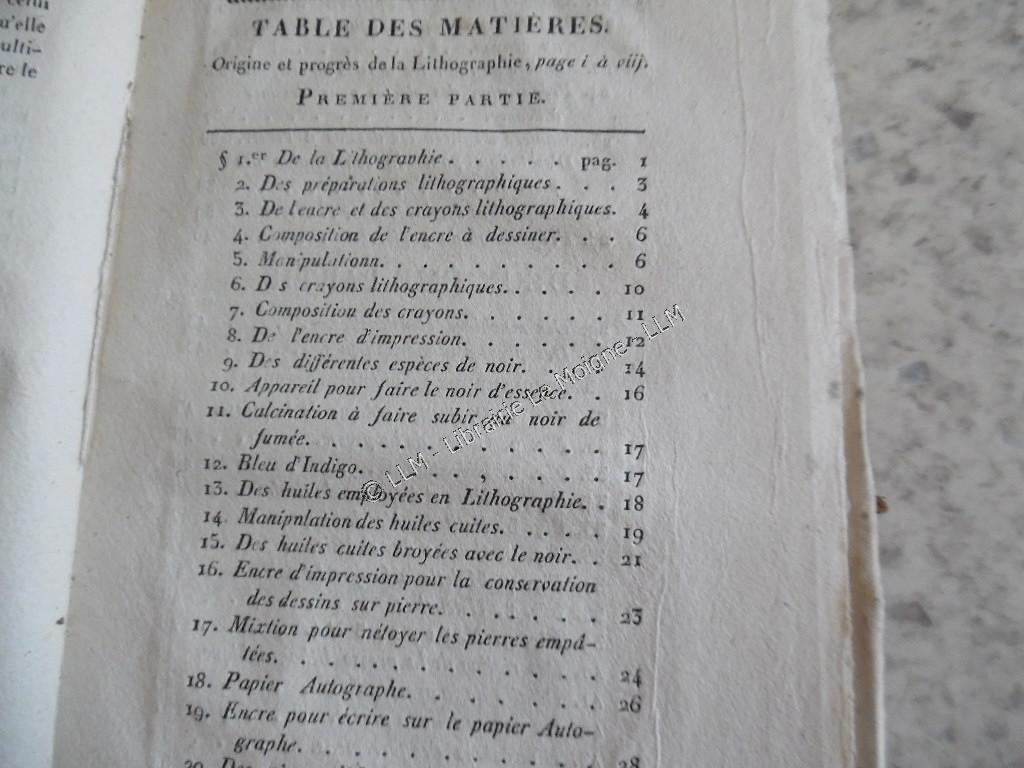 celui
qu'elle
ulti-
re le
TABLE DES MATIÈRES.
Origine et progrès de la Lithographie, page i à viij.
PREMIÈRE PARTIE.
§ 1.er De la L'thographie. . . . . pag. 1
2. Des préparations lithographiques. . . 3
3. De l'encre et des crayons lithographiques. 4
4. Composition de l'encre à dessiner. . . 6
5. Manipulationn. . . . . . . . . 6
6. D s crayons lithographiques. . . . . 10
7. Composition des crayons. . . . . . 11
8. De l'encre d'impression. . . . . . 12
9. Des différentes espèces de noir. . . . 14
10. Appareil pour faire le noir d'essence. . 16
11. Calcination à faire subir au noir de
fumée. . . . . . . . . . . . 17
12. Bleu d'Indigo. . . . . , . . . . 17
13. Des huiles employées en Lithographie. . 18
14. Manipnlation des huiles cuites. . . . . 19
15. Des huiles cuites broyées avec le noir. . 21
16. Encre d'impression pour la conservation
des dessins sur pierre. . . . . . . 23
17. Mixtion pour nétoyer les pierres empâ-
tées. . . . . . . . . . . . . 24
18. Papier Autographe. . . . . . . . 26
19. Encre pour écrire sur le papier Auto-
graphe. . . . . . . . . . . . 28
20. Des
© LLM - Librairie Le Moigne - LLM